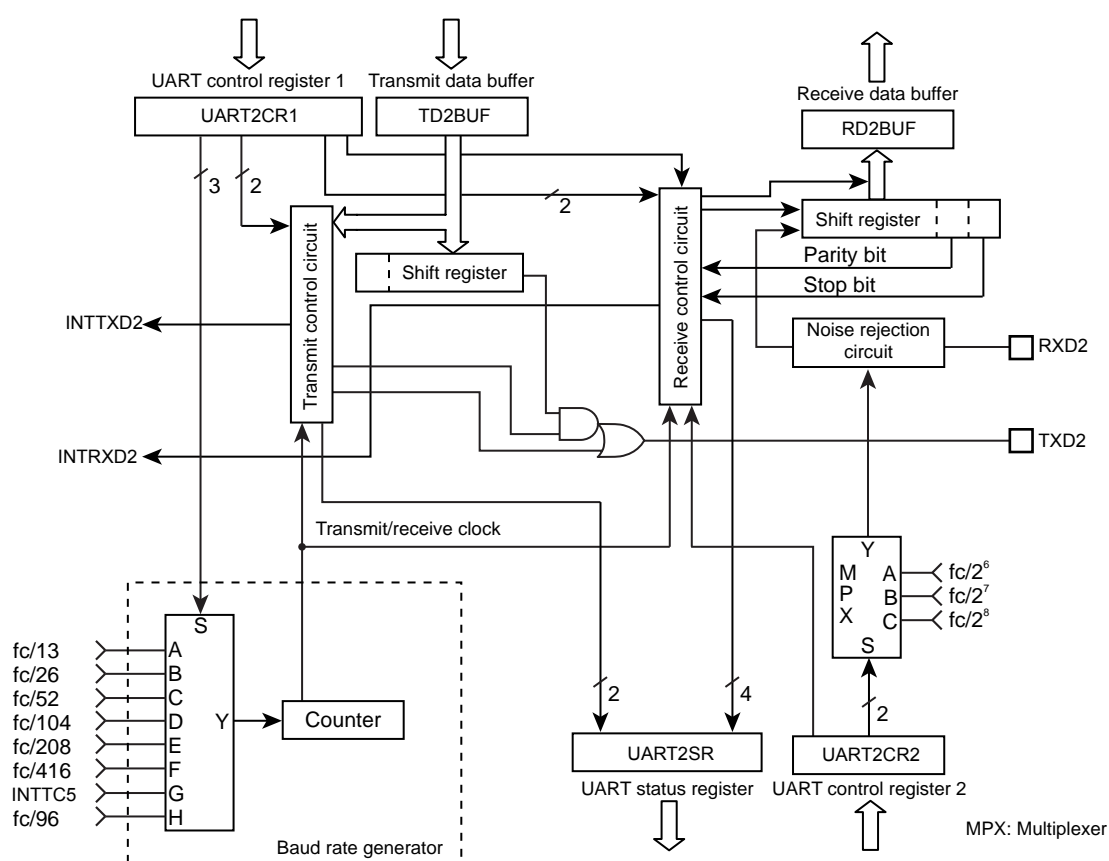 UART control register 1
Transmit data buffer
Receive data buffer
UART2CR1
TD2BUF
RD2BUF
3
2
2
Shift register
Parity bit
Stop bit
Transmit control circuit
Shift register
Receive control circuit
INTTXD2
Noise rejection
circuit
RXD2
INTRXD2
TXD2
Transmit/receive clock
Y
M
P
X
A
B
C
S
fc/2⁶
fc/2⁷
fc/2⁸
S
fc/13
A
fc/26
B
fc/52
C
fc/104
D
Y
Counter
fc/208
E
fc/416
F
INTTC5
G
fc/96
H
2
4
2
UART2SR
UART2CR2
UART status register
UART control register 2
Baud rate generator
MPX: Multiplexer